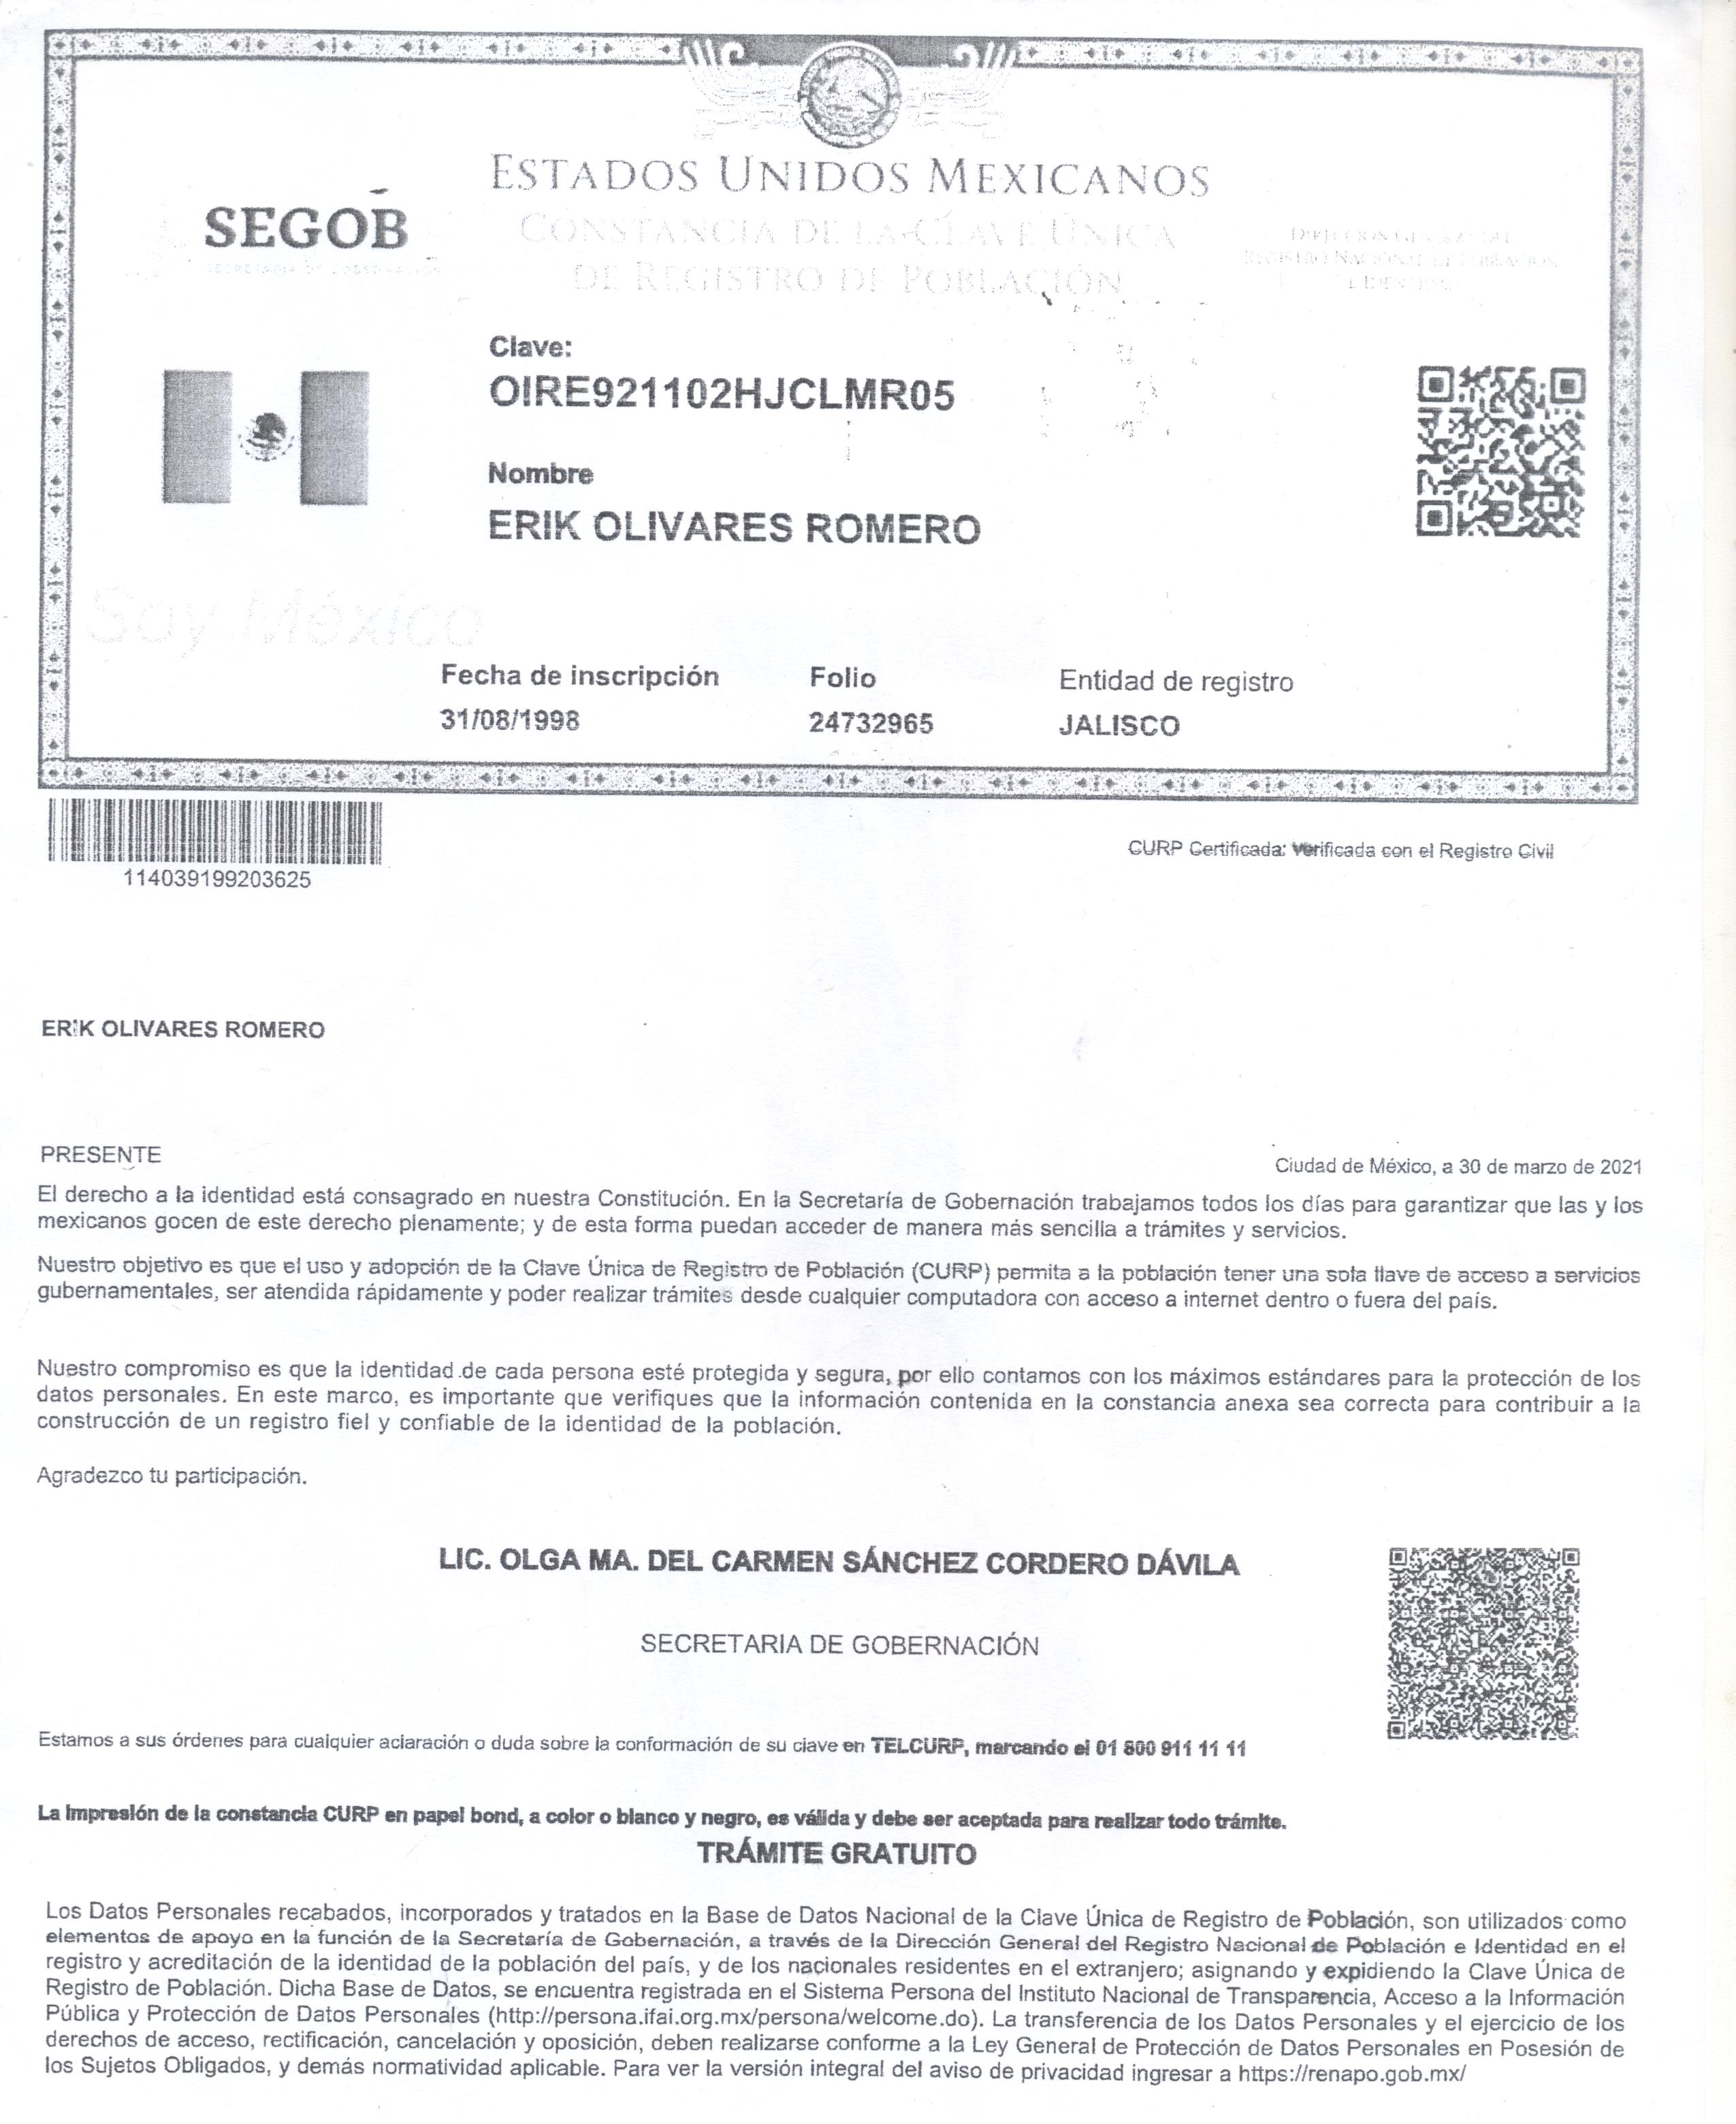 ESTADOS UNIDOS MEXICANOS
SEGOB
SECRETARÍA DE GOBERNACIÓN
CONSTANCIA DE LA CLAVE ÚNICA
DE REGISTRO DE POBLACIÓN
DIRECCIÓN GENERAL DEL
REGISTRO NACIONAL DE POBLACIÓN
E IDENTIDAD
Clave:
OIRE921102HJCLMR05
Nombre
ERIK OLIVARES ROMERO
Soy México
Fecha de inscripción Folio Entidad de registro
31/08/1998 24732965 JALISCO
114039199203625
CURP Certificada: verificada con el Registro Civil
ERIK OLIVARES ROMERO
PRESENTE
Ciudad de México, a 30 de marzo de 2021
El derecho a la identidad está consagrado en nuestra Constitución. En la Secretaría de Gobernación trabajamos todos los días para garantizar que las y los
mexicanos gocen de este derecho plenamente; y de esta forma puedan acceder de manera más sencilla a trámites y servicios.
Nuestro objetivo es que el uso y adopción de la Clave Única de Registro de Población (CURP) permita a la población tener una sola llave de acceso a servicios
gubernamentales, ser atendida rápidamente y poder realizar trámites desde cualquier computadora con acceso a internet dentro o fuera del país.
Nuestro compromiso es que la identidad de cada persona esté protegida y segura, por ello contamos con los máximos estándares para la protección de los
datos personales. En este marco, es importante que verifiques que la información contenida en la constancia anexa sea correcta para contribuir a la
construcción de un registro fiel y confiable de la identidad de la población.
Agradezco tu participación.
LIC. OLGA MA. DEL CARMEN SÁNCHEZ CORDERO DÁVILA
SECRETARIA DE GOBERNACIÓN
Estamos a sus órdenes para cualquier aclaración o duda sobre la conformación de su clave en TELCURP, marcando el 01 800 911 11 11
La impresión de la constancia CURP en papel bond, a color o blanco y negro, es válida y debe ser aceptada para realizar todo trámite.
TRÁMITE GRATUITO
Los Datos Personales recabados, incorporados y tratados en la Base de Datos Nacional de la Clave Única de Registro de Población, son utilizados como
elementos de apoyo en la función de la Secretaría de Gobernación, a través de la Dirección General del Registro Nacional de Población e Identidad en el
registro y acreditación de la identidad de la población del país, y de los nacionales residentes en el extranjero; asignando y expidiendo la Clave Única de
Registro de Población. Dicha Base de Datos, se encuentra registrada en el Sistema Persona del Instituto Nacional de Transparencia, Acceso a la Información
Pública y Protección de Datos Personales (http://persona.ifai.org.mx/persona/welcome.do). La transferencia de los Datos Personales y el ejercicio de los
derechos de acceso, rectificación, cancelación y oposición, deben realizarse conforme a la Ley General de Protección de Datos Personales en Posesión de
los Sujetos Obligados, y demás normatividad aplicable. Para ver la versión integral del aviso de privacidad ingresar a https://renapo.gob.mx/